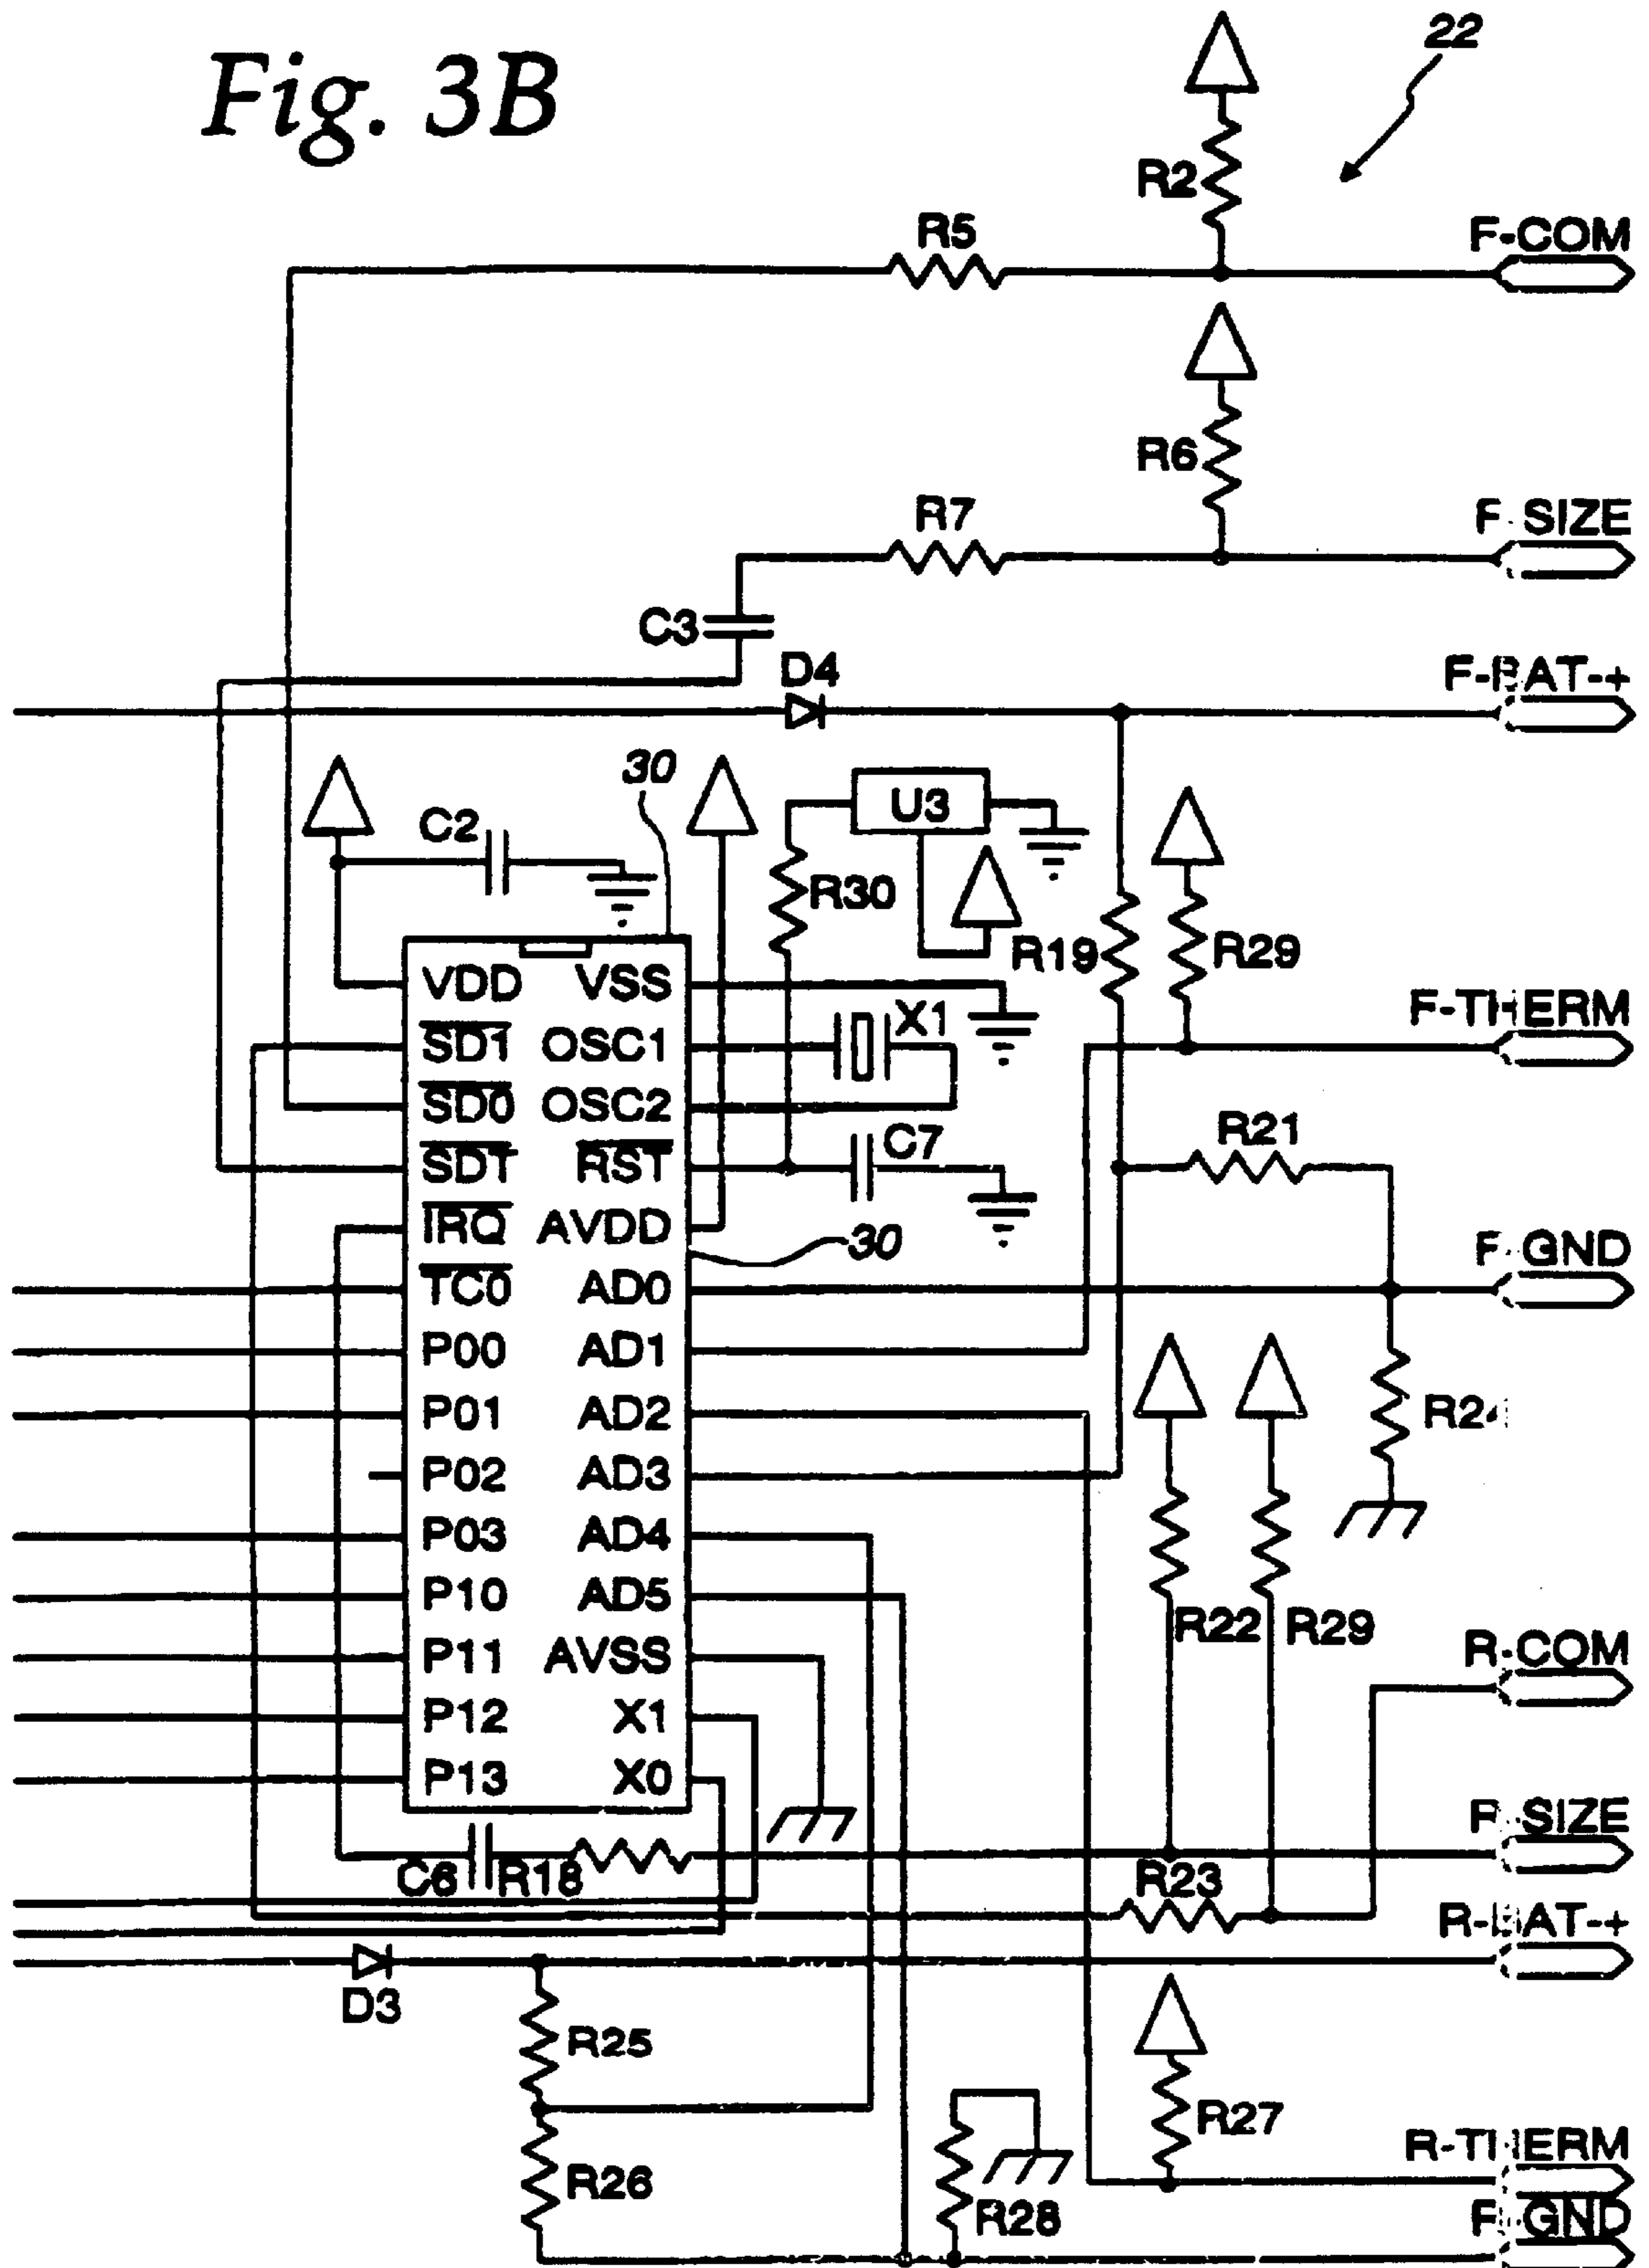 Fig. 3B
22
R2
R5
F-COM
R6
R7
F-SIZE
C3
D4
F-BAT-+
30
U3
C2
R30
R19
R29
VDD VSS
X1
F-THERM
SD1 OSC1
SD0 OSC2
R21
C7
SDT RST
IRQ AVDD
30
F-GND
TC0 AD0
P00 AD1
P01 AD2
R24
P02 AD3
P03 AD4
P10 AD5
R22
R29
R-COM
P11 AVSS
P12 X1
P13 X0
R-SIZE
C6
R18
R23
R-BAT-+
D3
R25
R27
R-THERM
R26
R28
GND